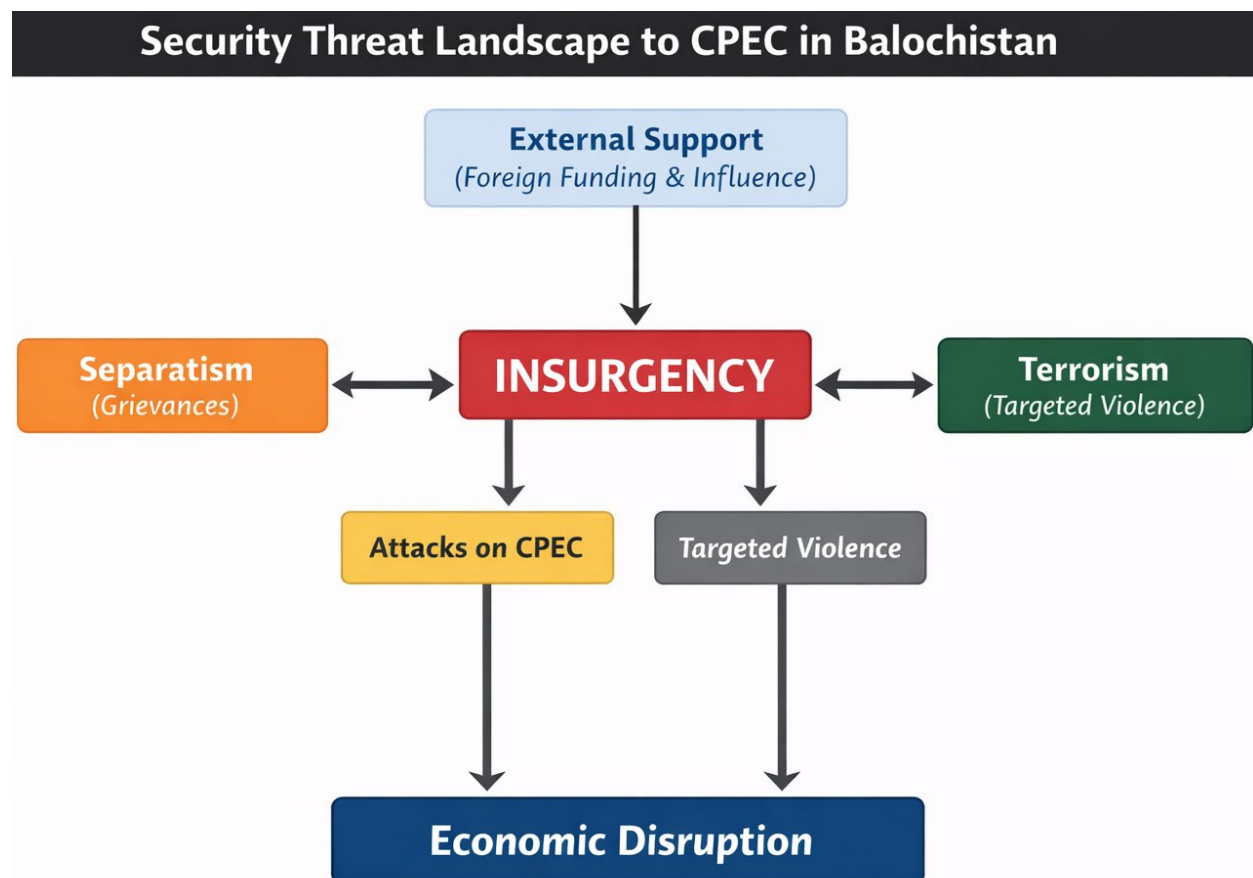 Security Threat Landscape to CPEC in Balochistan
External Support
(Foreign Funding & Influence)
Separatism
(Grievances)
INSURGENCY
Terrorism
(Targeted Violence)
Attacks on CPEC
Targeted Violence
Economic Disruption